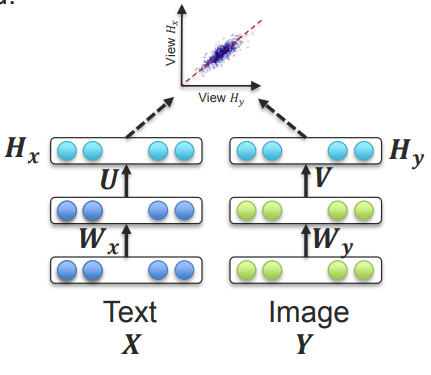 View H_x
View H_y
H_x
H_y
U
V
W_x
W_y
Text
Image
X
Y